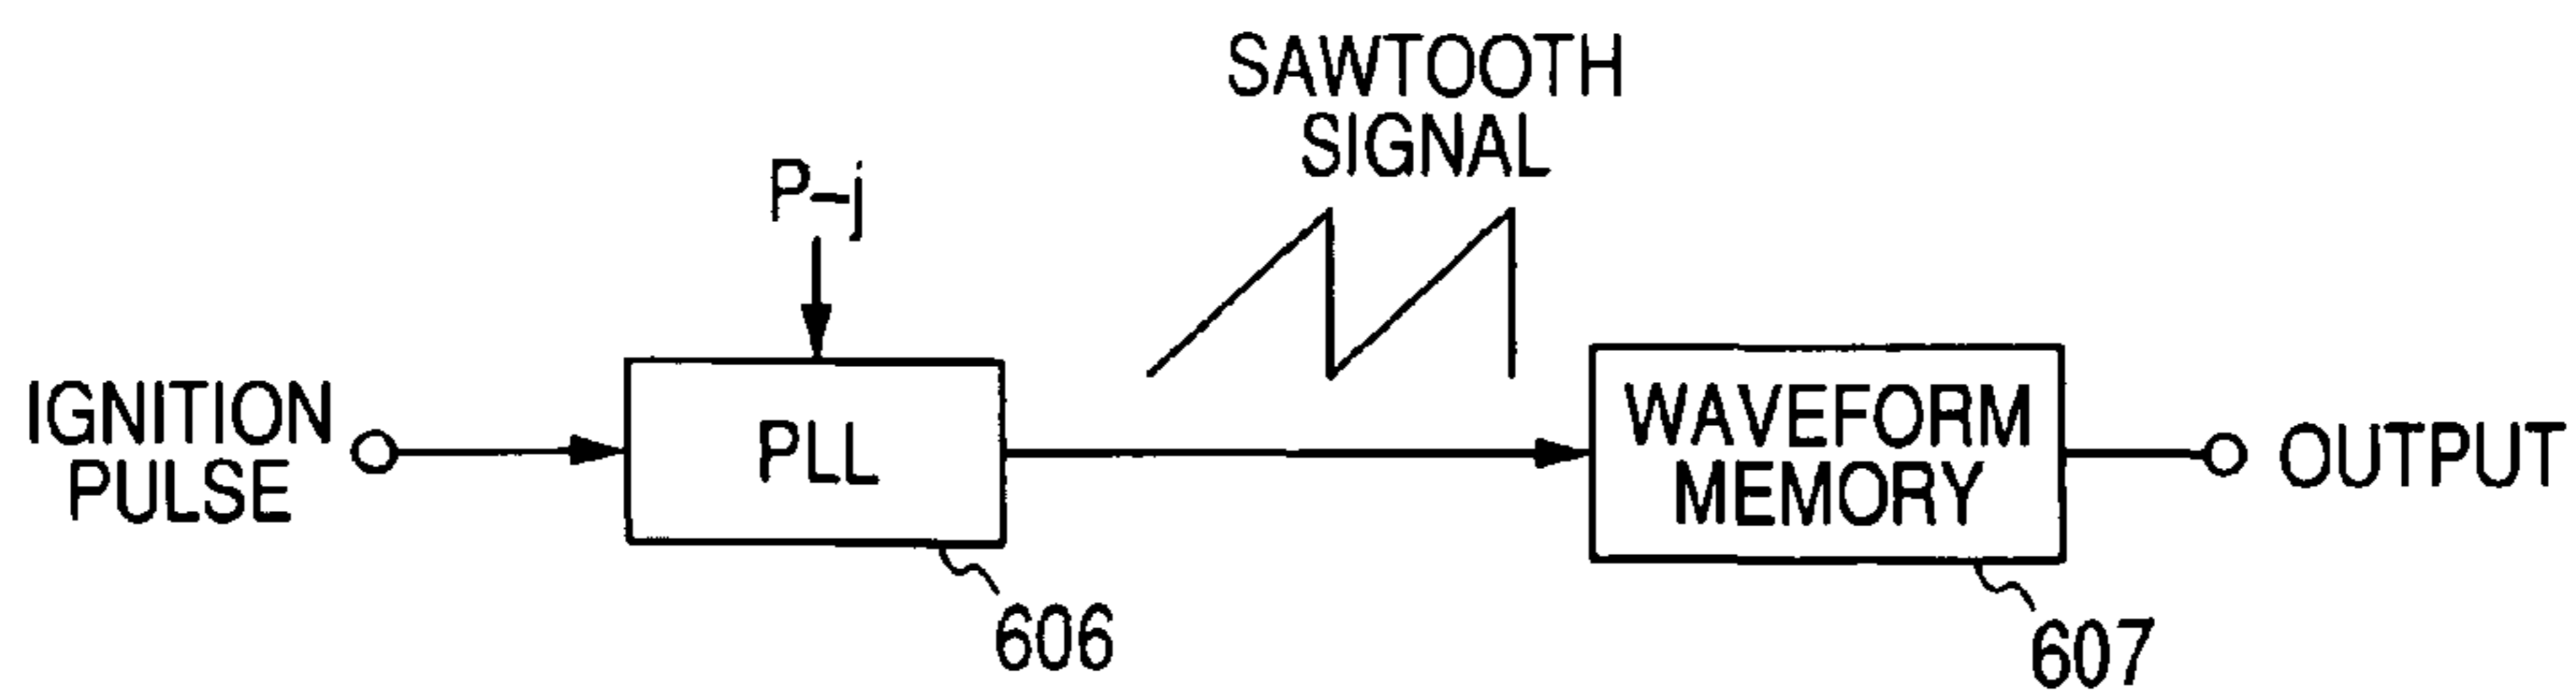 SAWTOOTH
SIGNAL
P-j
IGNITION
PULSE
PLL
WAVEFORM
MEMORY
OUTPUT
606
607